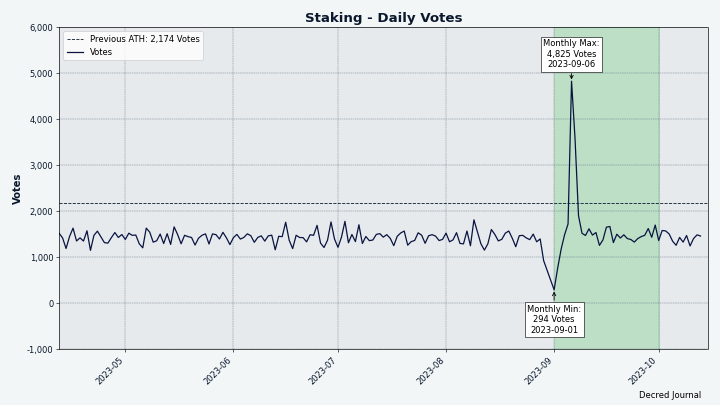 Staking - Daily Votes
Previous ATH: 2,174 Votes
Votes
Monthly Max:
4,825 Votes
2023-09-06
Monthly Min:
294 Votes
2023-09-01
Votes
6,000
5,000
4,000
3,000
2,000
1,000
0
-1,000
2023-05
2023-06
2023-07
2023-08
2023-09
2023-10
Decred Journal